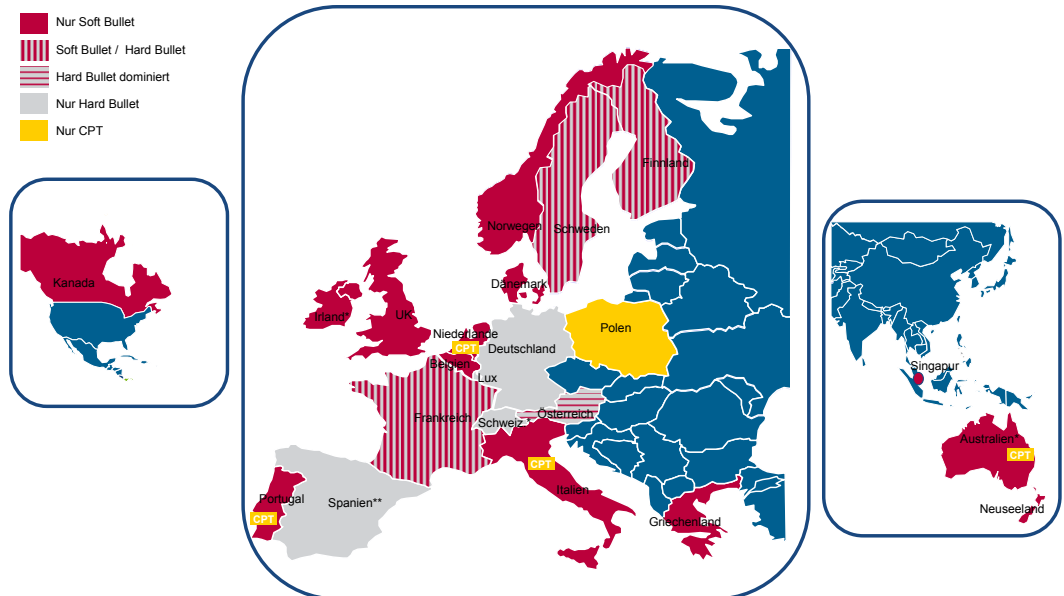 Nur Soft Bullet
Soft Bullet / Hard Bullet
Hard Bullet dominiert
Nur Hard Bullet
Nur CPT
Kanada
Finnland
Norwegen
Schweden
Dänemark
Irland*
UK
Niederlande
CPT
Belgien
Deutschland
Polen
Lux
Frankreich
Schweiz.*
Österreich
CPT
Italien
Portugal
CPT
Spanien**
Griechenland
Singapur
Australien*
CPT
Neuseeland